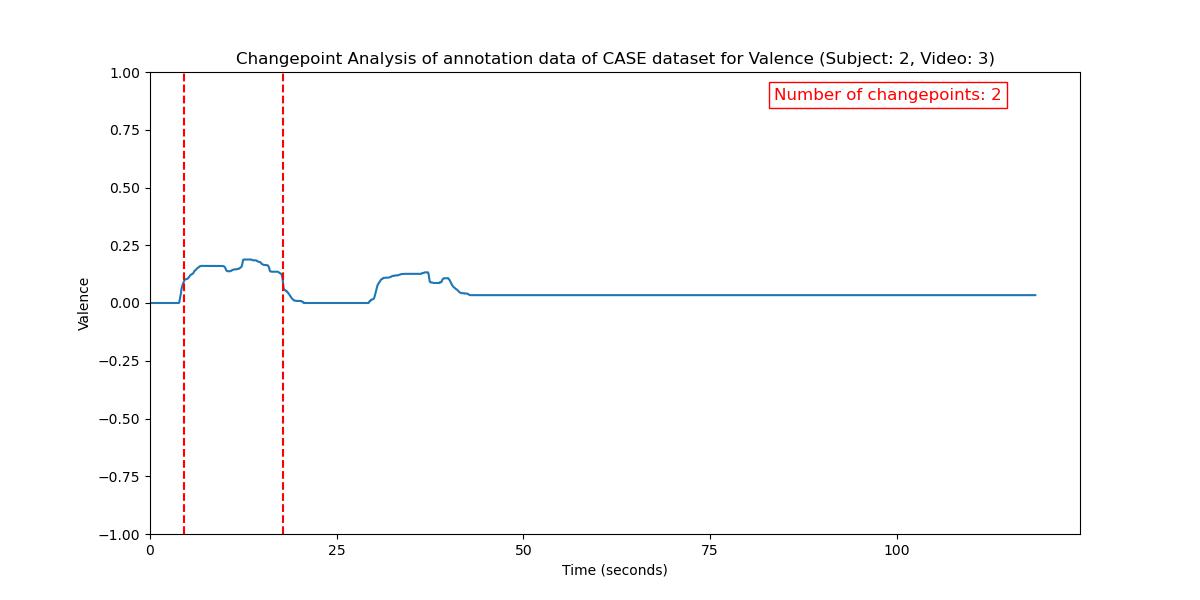 Changepoint Analysis of annotation data of CASE dataset for Valence (Subject: 2, Video: 3)
Number of changepoints: 2
1.00
0.75
0.50
0.25
0.00
−0.25
−0.50
−0.75
−1.00
Valence
0 25 50 75 100
Time (seconds)